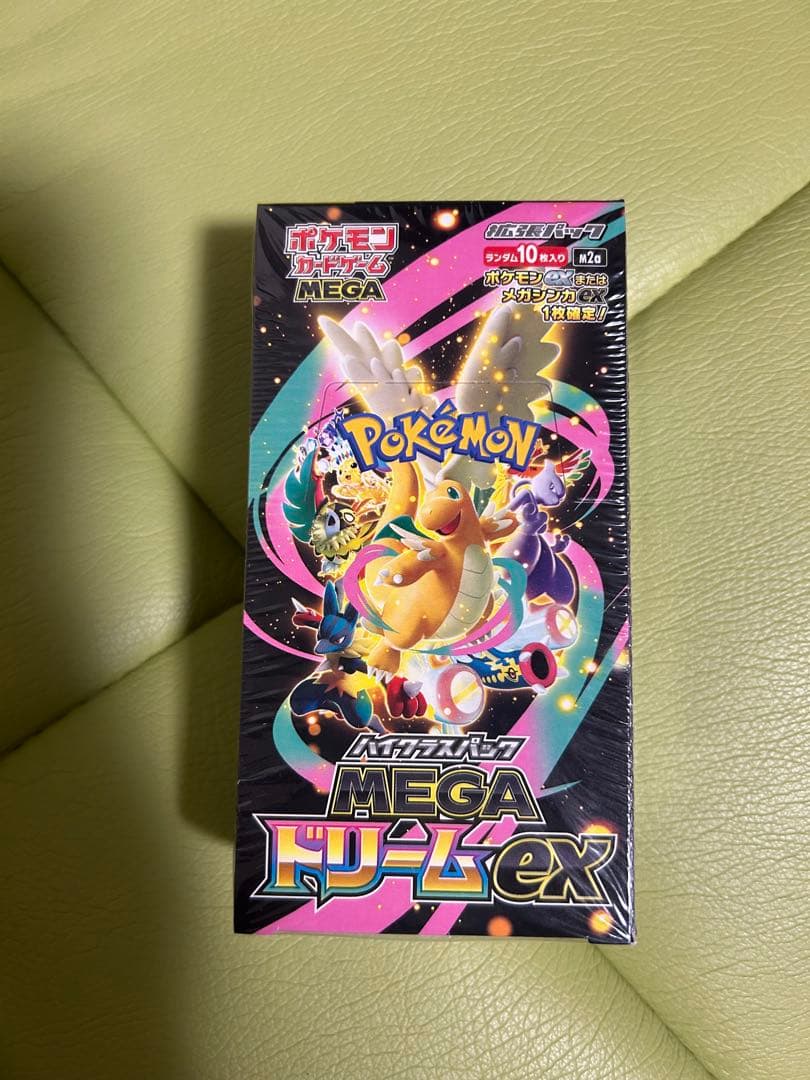 ポケモン
カードゲーム
MEGA
拡張パック
ランダム10枚入り M2a
ポケモンexまたは
メガシンカex
1枚確定!
POKéMON
ハイクラスパック
MEGA
ドリームex